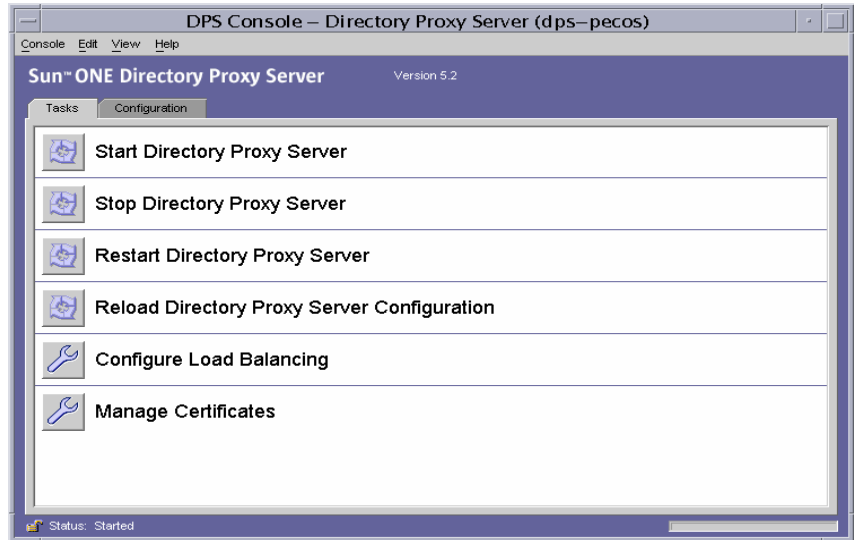 DPS Console – Directory Proxy Server (dps–pecos)
Console Edit View Help
Sun™ ONE Directory Proxy Server Version 5.2
Tasks Configuration
Start Directory Proxy Server
Stop Directory Proxy Server
Restart Directory Proxy Server
Reload Directory Proxy Server Configuration
Configure Load Balancing
Manage Certificates
Status: Started